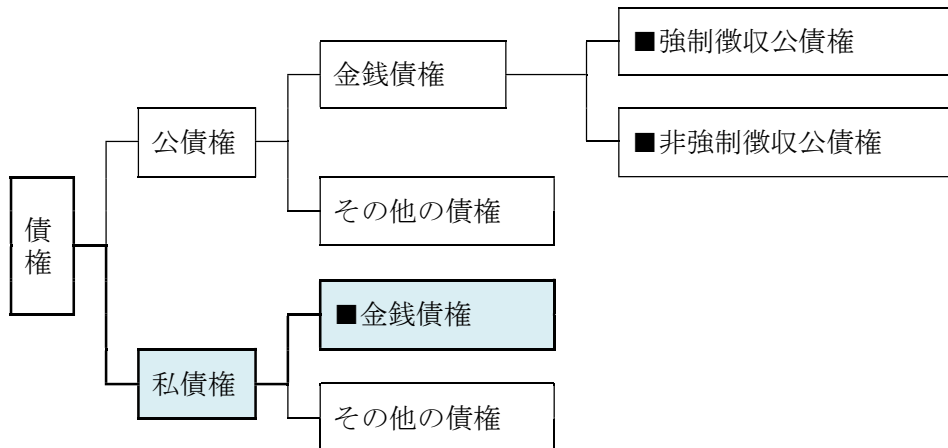 債権
公債権
金銭債権
■強制徴収公債権
■非強制徴収公債権
その他の債権
私債権
■金銭債権
その他の債権